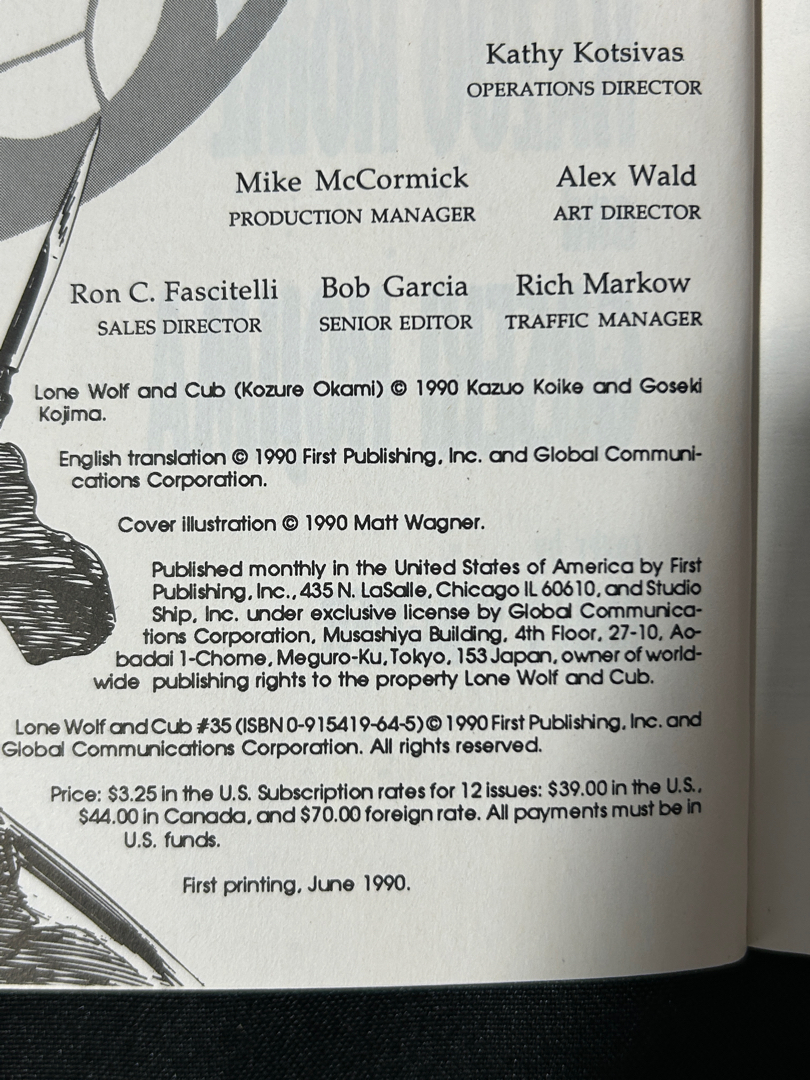 Kathy Kotsivas
OPERATIONS DIRECTOR
Mike McCormick Alex Wald
PRODUCTION MANAGER ART DIRECTOR
Ron C. Fascitelli Bob Garcia Rich Markow
SALES DIRECTOR SENIOR EDITOR TRAFFIC MANAGER
Lone Wolf and Cub (Kozure Okami) © 1990 Kazuo Koike and Goseki
Kojima.
English translation © 1990 First Publishing, Inc. and Global Communi-
cations Corporation.
Cover illustration © 1990 Matt Wagner.
Published monthly in the United States of America by First
Publishing, Inc., 435 N. LaSalle, Chicago IL 60610, and Studio
Ship, Inc. under exclusive license by Global Communica-
tions Corporation, Musashiya Building, 4th Floor, 27-10, Ao-
badai 1-Chome, Meguro-Ku, Tokyo, 153 Japan, owner of world-
wide publishing rights to the property Lone Wolf and Cub.
Lone Wolf and Cub #35 (ISBN 0-915419-64-5) © 1990 First Publishing, Inc. and
Global Communications Corporation. All rights reserved.
Price: $3.25 in the U.S. Subscription rates for 12 issues: $39.00 in the U.S.,
$44.00 in Canada, and $70.00 foreign rate. All payments must be in
U.S. funds.
First printing, June 1990.